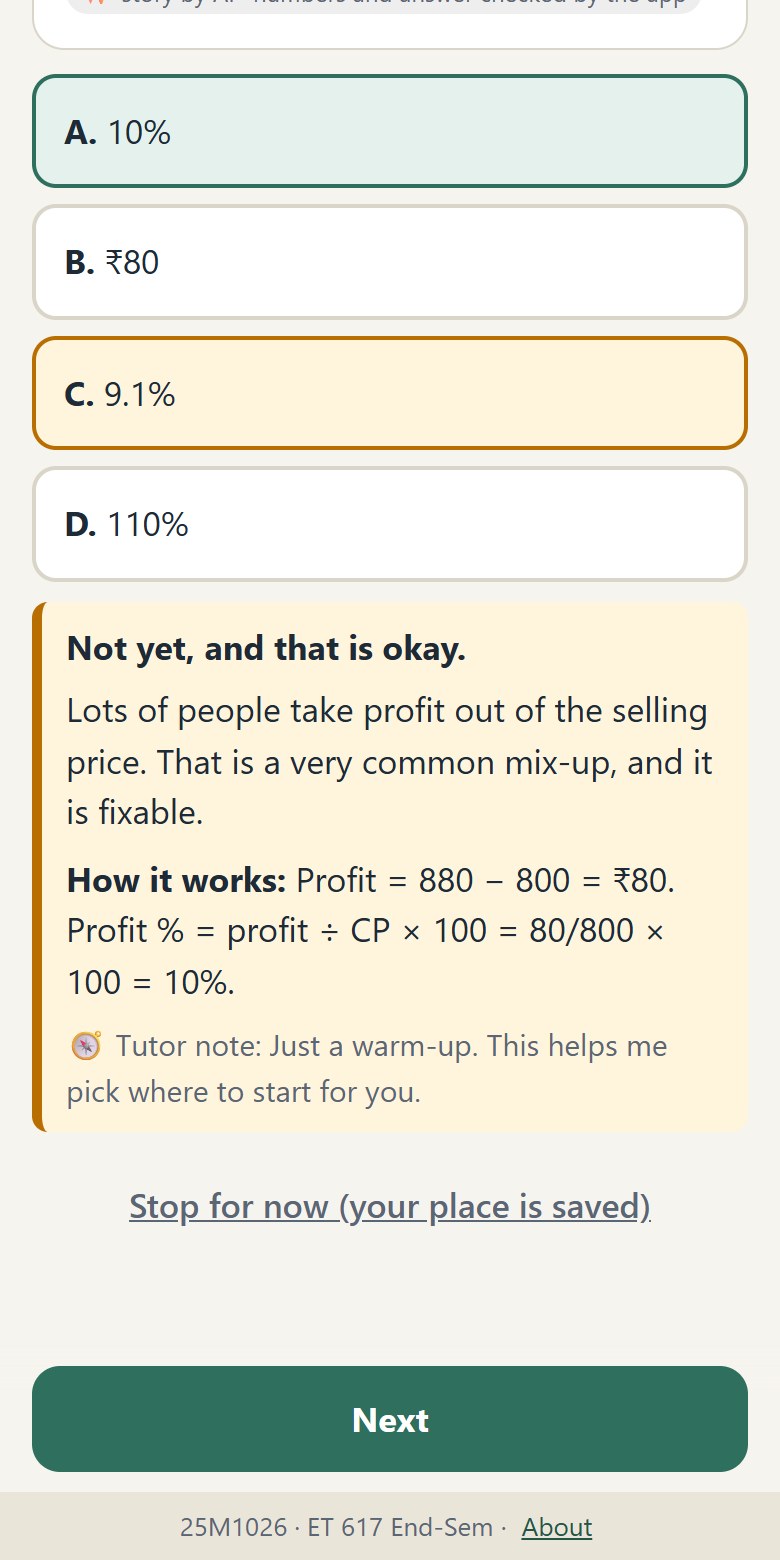 A. 10%
B. ₹80
C. 9.1%
D. 110%
Not yet, and that is okay.
Lots of people take profit out of the selling
price. That is a very common mix-up, and it
is fixable.
How it works: Profit = 880 − 800 = ₹80.
Profit % = profit ÷ CP × 100 = 80/800 ×
100 = 10%.
Tutor note: Just a warm-up. This helps me
pick where to start for you.
Stop for now (your place is saved)
Next
25M1026 · ET 617 End-Sem · About